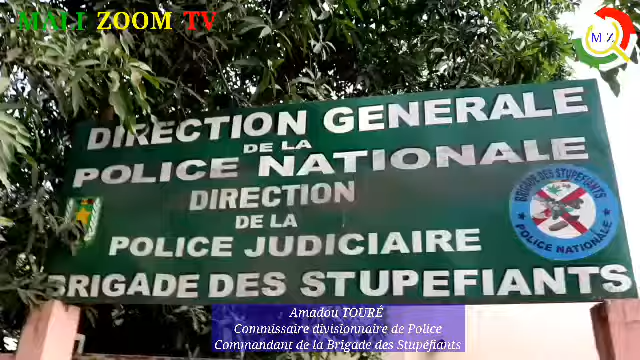 MALI ZOOM TV
M Z
DIRECTION GENERALE
DE LA
POLICE NATIONALE
DIRECTION
DE LA
POLICE JUDICIAIRE
BRIGADE DES STUPEFIANTS
BRIGADE DES STUPEFIANTS
POLICE NATIONALE
Amadou TOURÉ
Commissaire divisionnaire de Police
Commandant de la Brigade des Stupéfiants